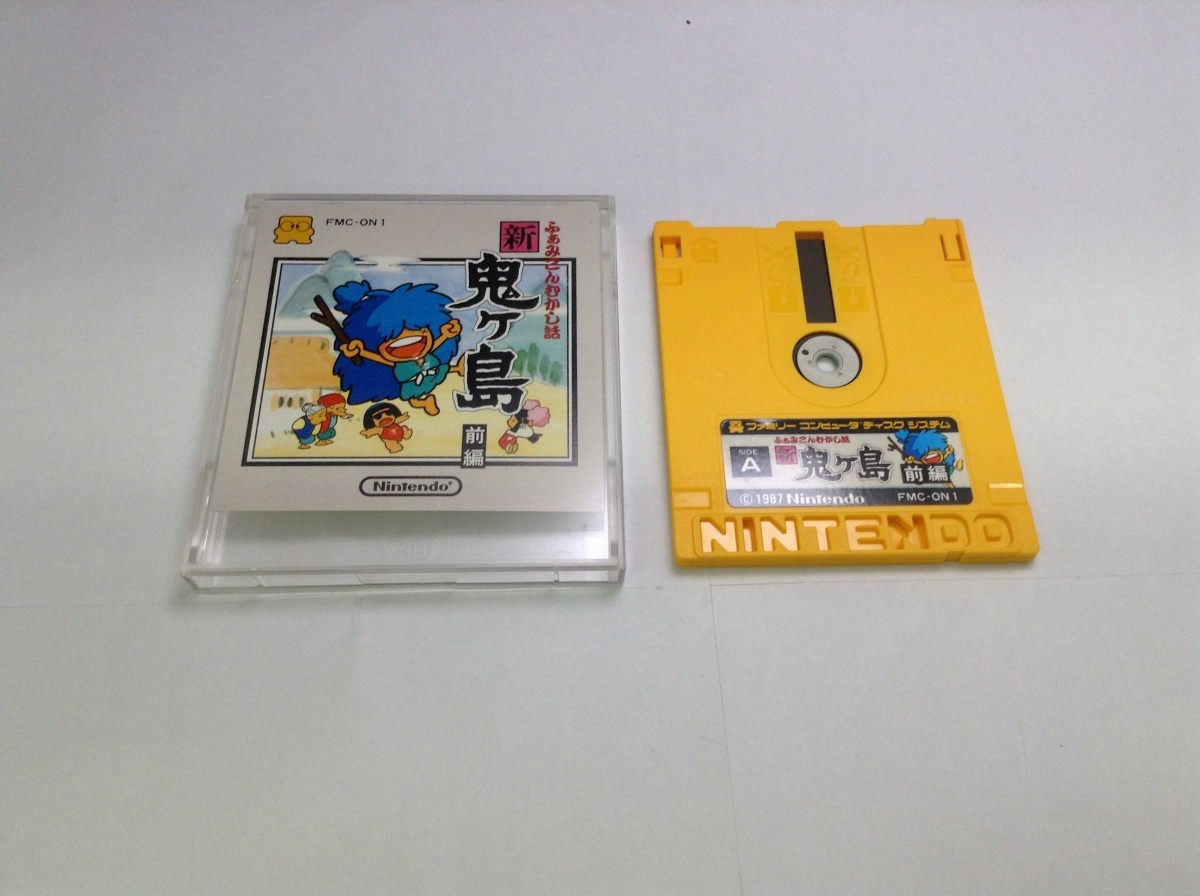 FMC-ON1
ふぁみこんむかし話
新
鬼ヶ島
前編
Nintendo
ファミリー コンピュータ ディスク システム
ふぁみこんむかし話
SIDE A
新
鬼ヶ島
前編
© 1987 Nintendo
FMC-ON1
NINTENDO